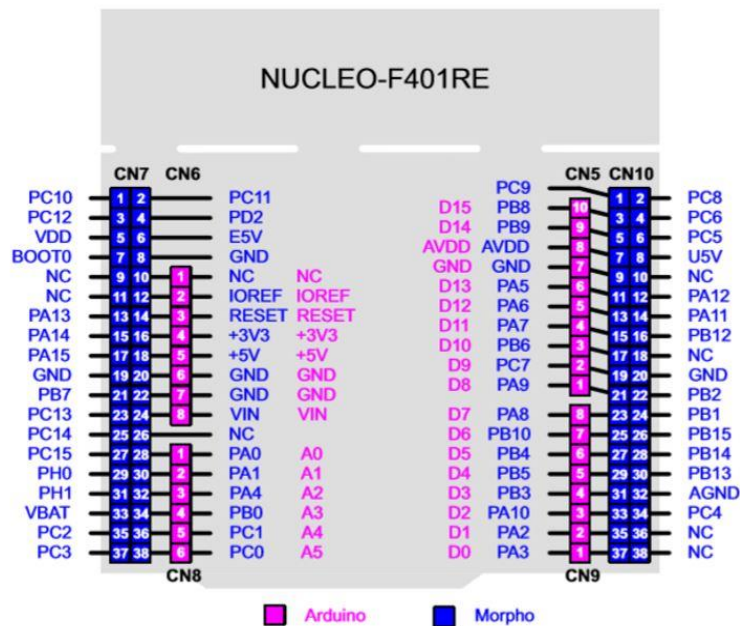 NUCLEO-F401RE
CN7 CN6 CN5 CN10
PC10 1 2 PC11 PC9 1 2 PC8
PC12 3 4 PD2 D15 PB8 10 3 4 PC6
VDD 5 6 E5V D14 PB9 9 5 6 PC5
BOOT0 7 8 GND AVDD AVDD 8 7 8 U5V
NC 9 10 1 NC NC GND GND 7 9 10 NC
NC 11 12 2 IOREF IOREF D13 PA5 6 11 12 PA12
PA13 13 14 3 RESET RESET D12 PA6 5 13 14 PA11
PA14 15 16 4 +3V3 +3V3 D11 PA7 4 15 16 PB12
PA15 17 18 5 +5V +5V D10 PB6 3 17 18 NC
GND 19 20 6 GND GND D9 PC7 2 19 20 GND
PB7 21 22 7 GND GND D8 PA9 1 21 22 PB2
PC13 23 24 8 VIN VIN D7 PA8 8 23 24 PB1
PC14 25 26 NC D6 PB10 7 25 26 PB15
PC15 27 28 1 PA0 A0 D5 PB4 6 27 28 PB14
PH0 29 30 2 PA1 A1 D4 PB5 5 29 30 PB13
PH1 31 32 3 PA4 A2 D3 PB3 4 31 32 AGND
VBAT 33 34 4 PB0 A3 D2 PA10 3 33 34 PC4
PC2 35 36 5 PC1 A4 D1 PA2 2 35 36 NC
PC3 37 38 6 PC0 A5 D0 PA3 1 37 38 NC
CN8 CN9
Arduino Morpho